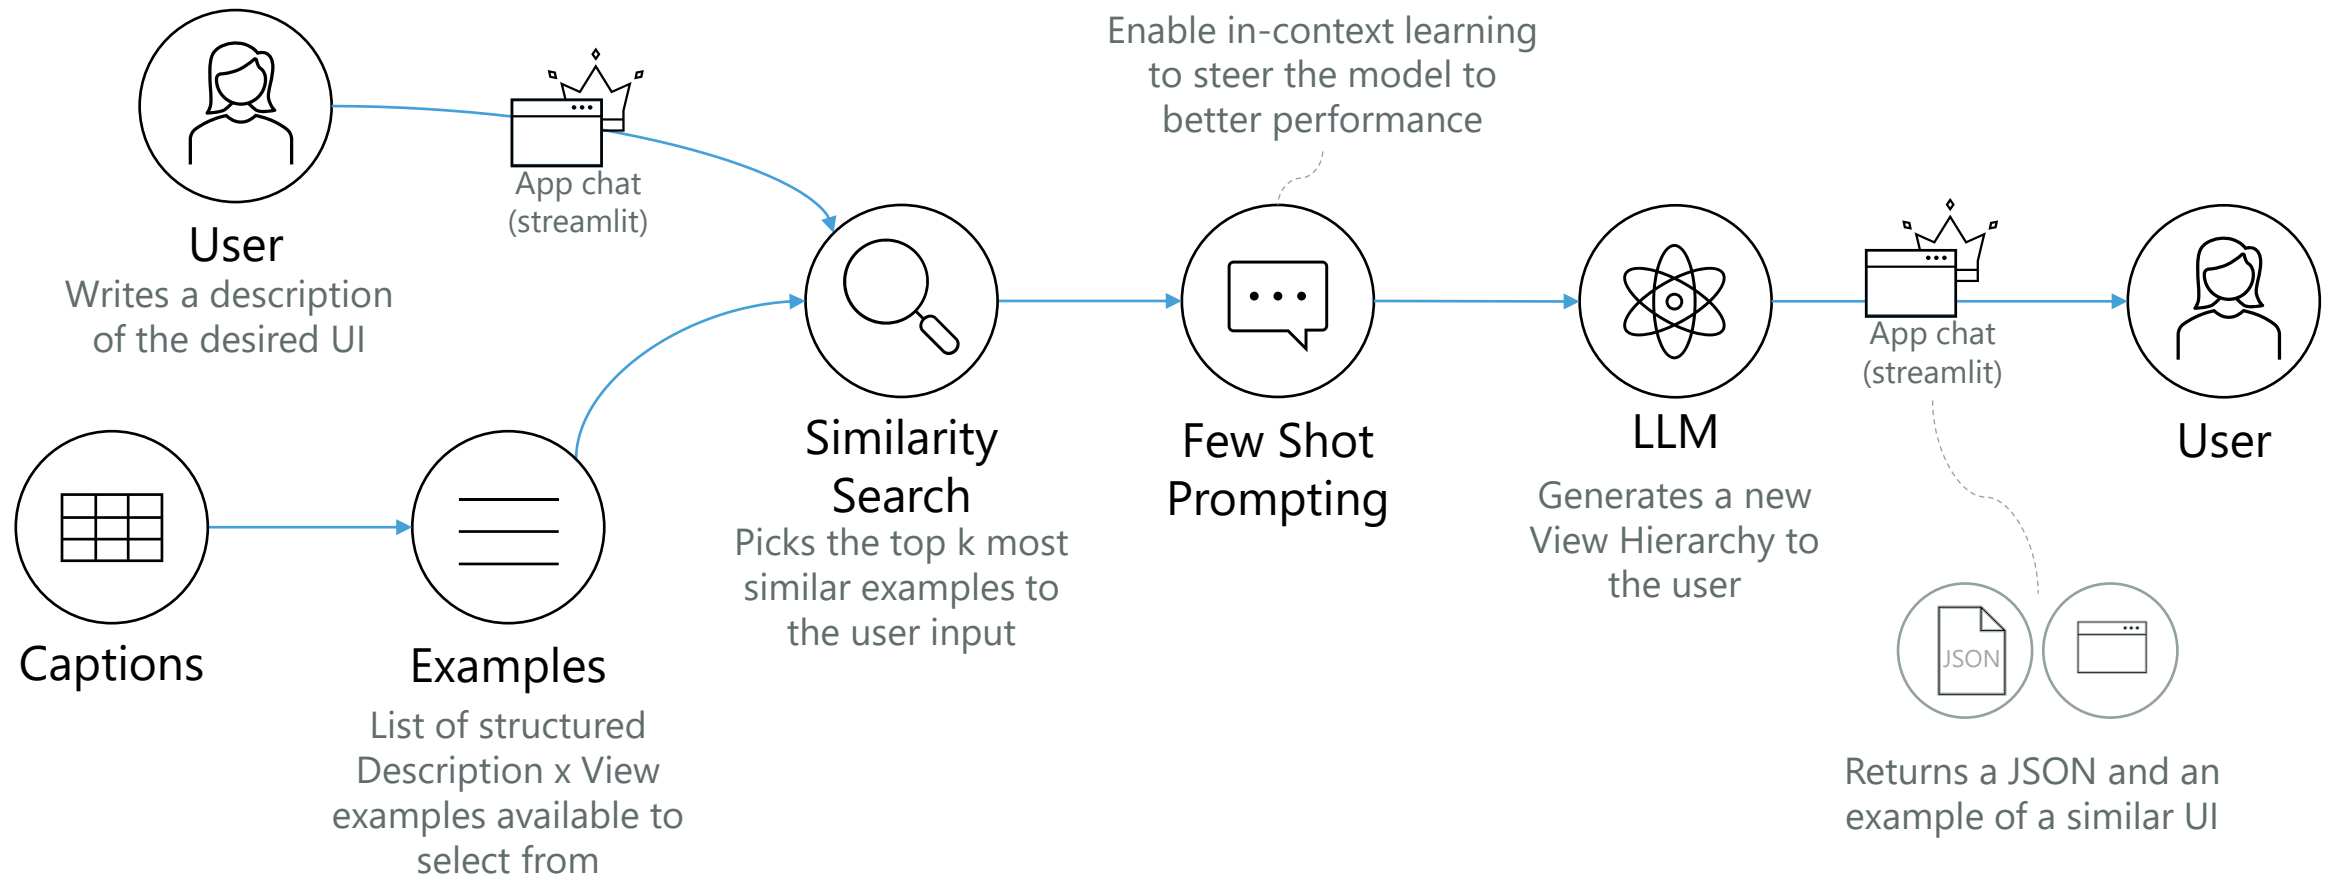 Enable in-context learning
to steer the model to
better performance
App chat
(streamlit)
User
Writes a description
of the desired UI
App chat
(streamlit)
Similarity
Search
Picks the top k most
similar examples to
the user input
Few Shot
Prompting
LLM
Generates a new
View Hierarchy to
the user
User
Captions
Examples
List of structured
Description x View
examples available to
select from
JSON
Returns a JSON and an
example of a similar UI